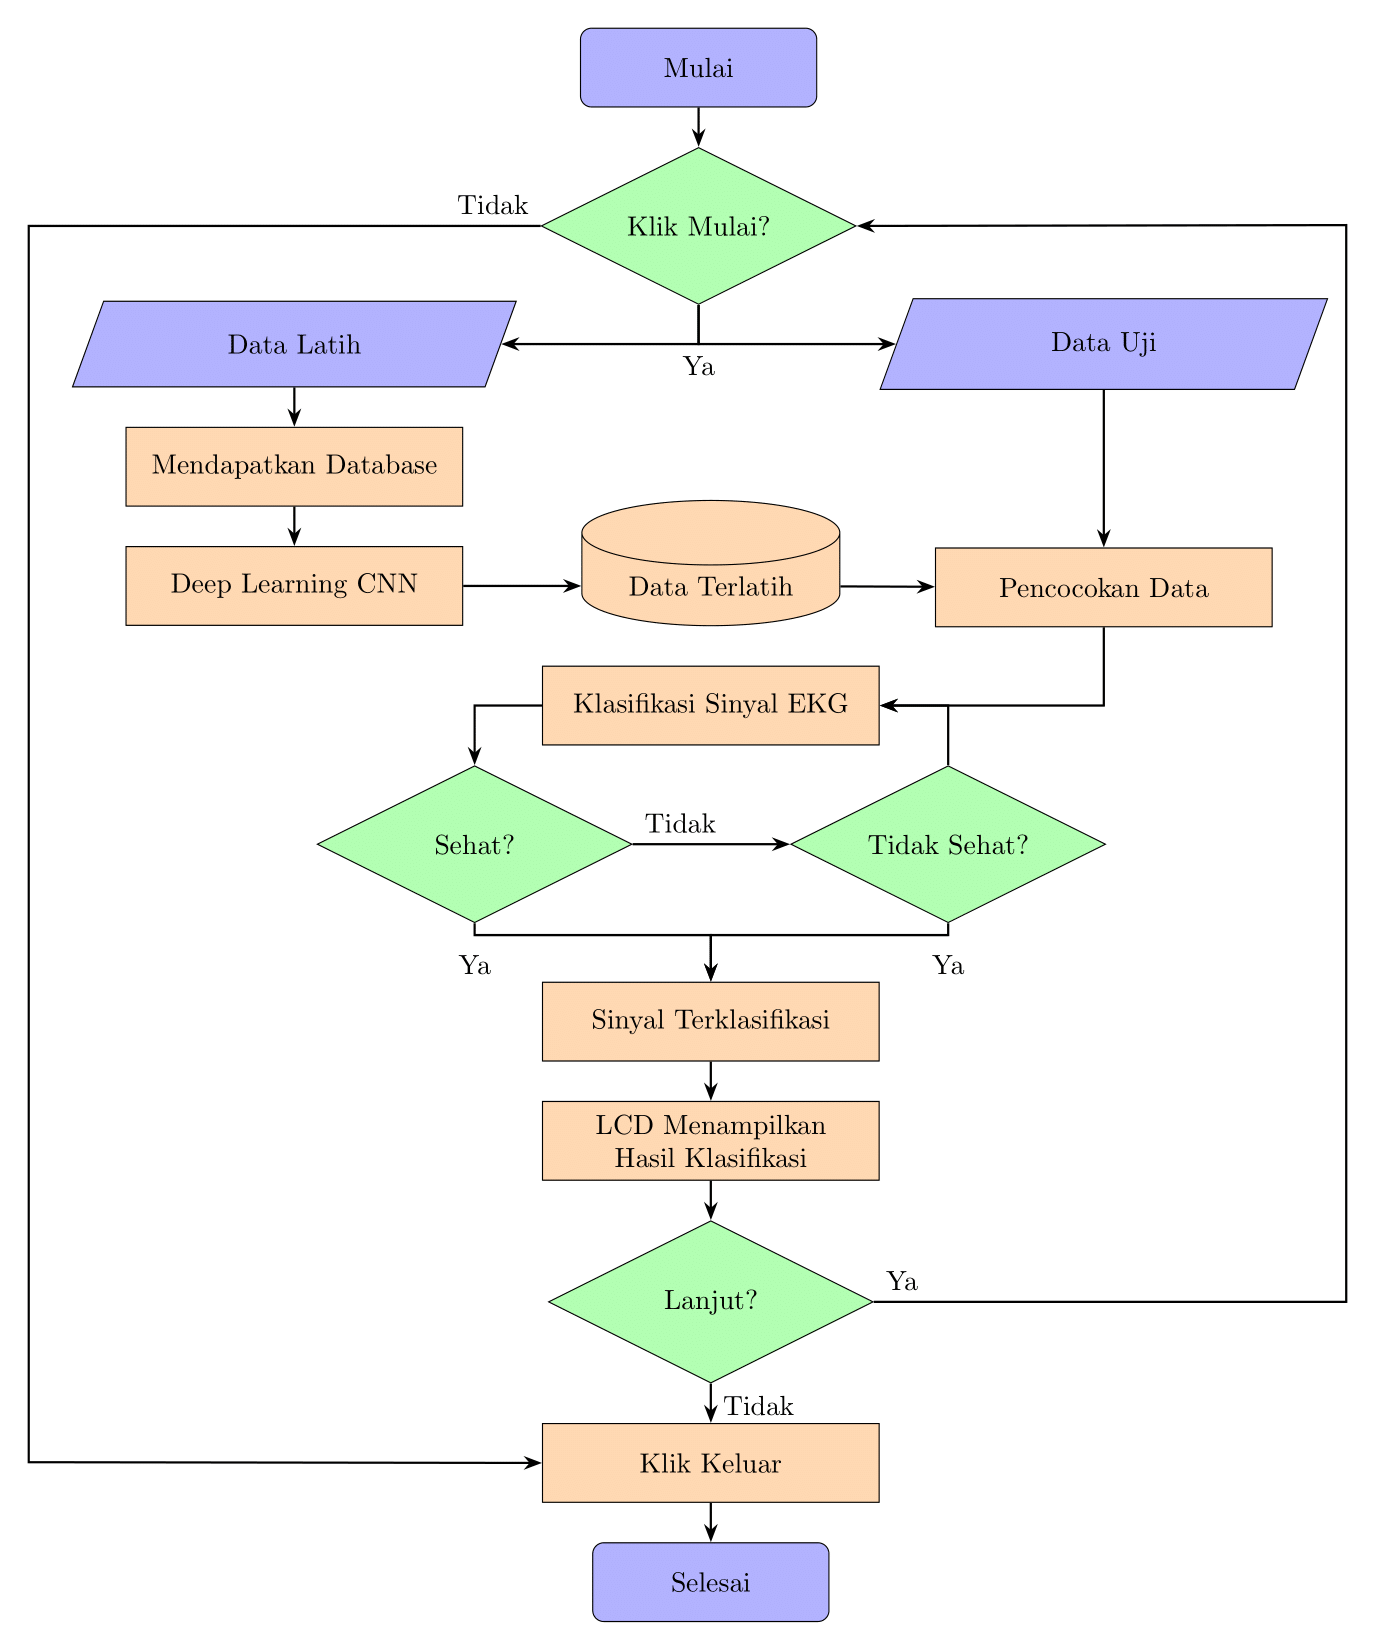 Mulai
Tidak
Klik Mulai?
Data Latih
Ya
Data Uji
Mendapatkan Database
Deep Learning CNN
Data Terlatih
Pencocokan Data
Klasifikasi Sinyal EKG
Sehat?
Tidak
Tidak Sehat?
Ya
Ya
Sinyal Terklasifikasi
LCD Menampilkan
Hasil Klasifikasi
Lanjut?
Ya
Tidak
Klik Keluar
Selesai